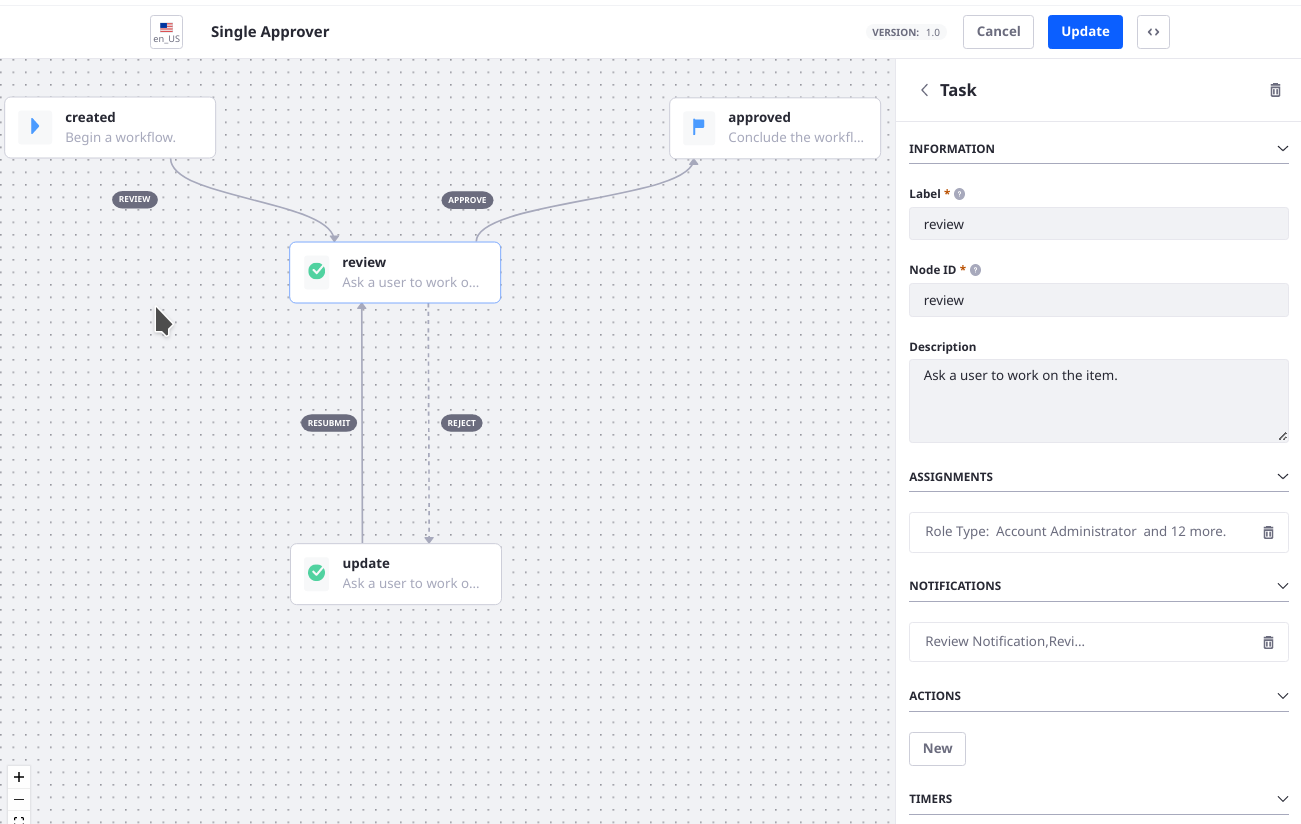 en_US
Single Approver
VERSION: 1.0
Cancel
Update
created
Begin a workflow.
approved
Conclude the workfl...
REVIEW
APPROVE
review
Ask a user to work o...
RESUBMIT
REJECT
update
Ask a user to work o...
Task
INFORMATION
Label *
review
Node ID *
review
Description
Ask a user to work on the item.
ASSIGNMENTS
Role Type: Account Administrator and 12 more.
NOTIFICATIONS
Review Notification,Revi...
ACTIONS
New
TIMERS